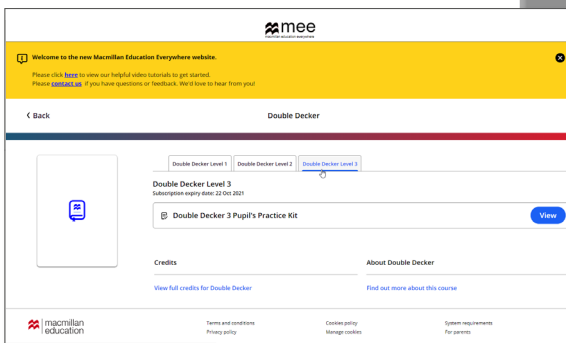 mee
macmillan education everywhere
Welcome to the new Macmillan Education Everywhere website.
Please click here to view our helpful video tutorials to get started.
Please contact us if you have questions or feedback. We'd love to hear from you!
Back
Double Decker
Double Decker Level 1
Double Decker Level 2
Double Decker Level 3
Double Decker Level 3
Subscription expiry date: 22 Oct 2021
Double Decker 3 Pupil's Practice Kit
View
Credits
About Double Decker
View full credits for Double Decker
Find out more about this course
macmillan
education
Terms and conditions
Cookies policy
System requirements
Privacy policy
Manage cookies
For parents